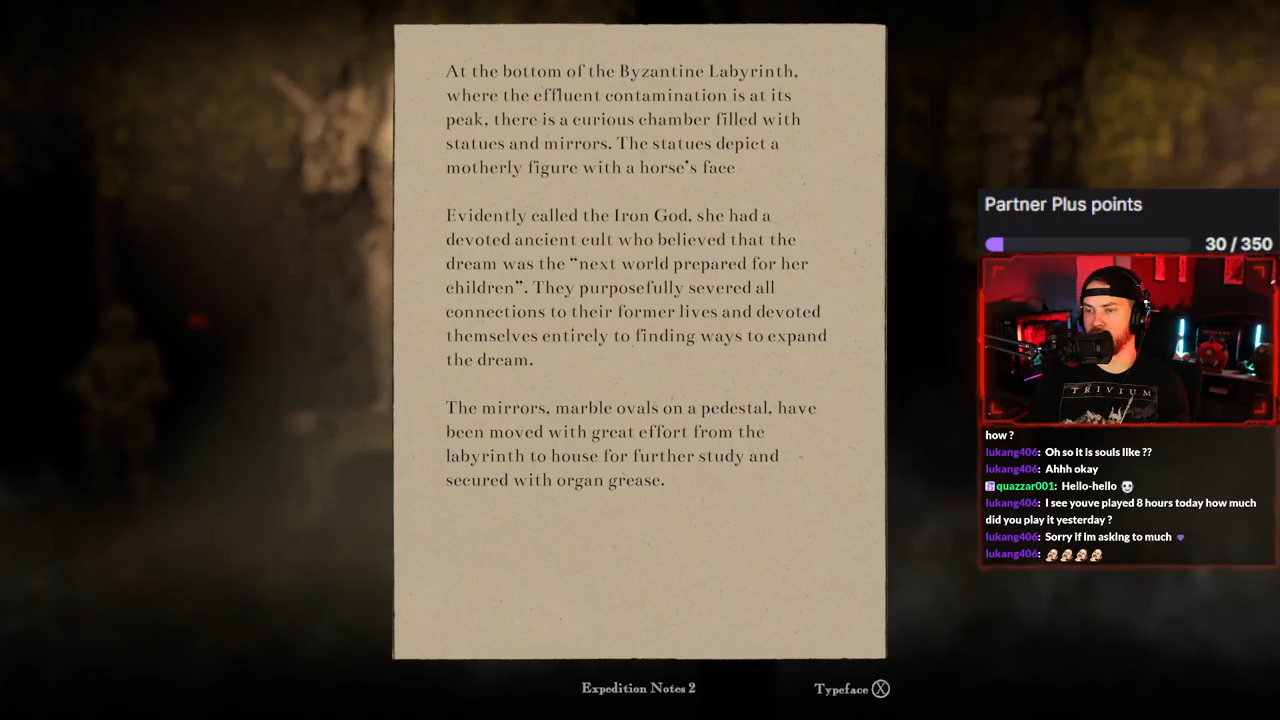 At the bottom of the Byzantine Labyrinth,
where the effluent contamination is at its
peak, there is a curious chamber filled with
statues and mirrors. The statues depict a
motherly figure with a horse's face
Evidently called the Iron God, she had a
devoted ancient cult who believed that the
dream was the “next world prepared for her
children”. They purposefully severed all
connections to their former lives and devoted
themselves entirely to finding ways to expand
the dream.
The mirrors, marble ovals on a pedestal, have
been moved with great effort from the
labyrinth to house for further study and
secured with organ grease.
Expedition Notes 2
Typeface X
Partner Plus points
30 / 350
TRIVIUM
how ?
lukang406: Oh so it is souls like ??
lukang406: Ahhh okay
quazzar001: Hello-hello
lukang406: I see youve played 8 hours today how much
did you play it yesterday ?
lukang406: Sorry if im asking to much
lukang406: